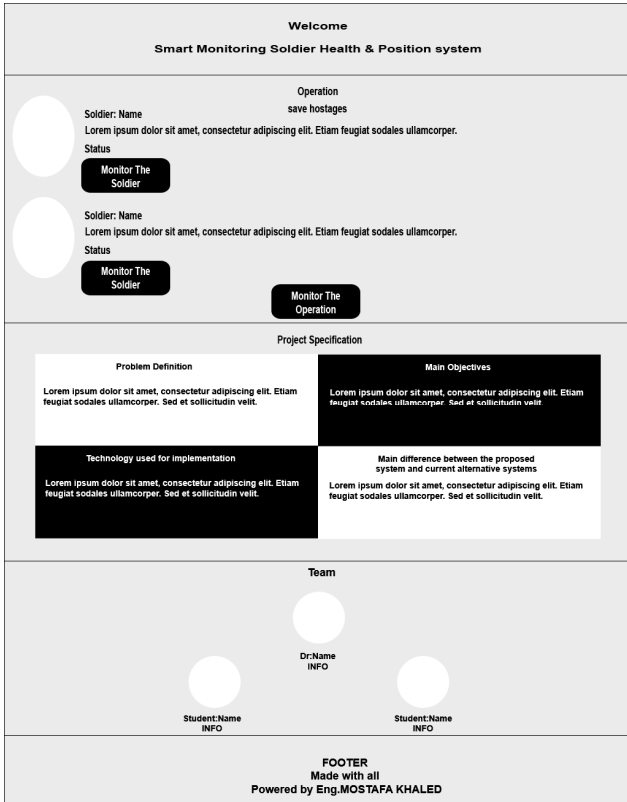 Welcome
Smart Monitoring Soldier Health & Position system
Operation
save hostages
Soldier: Name
Lorem ipsum dolor sit amet, consectetur adipiscing elit. Etiam feugiat sodales ullamcorper.
Status
Monitor The
Soldier
Soldier: Name
Lorem ipsum dolor sit amet, consectetur adipiscing elit. Etiam feugiat sodales ullamcorper.
Status
Monitor The
Soldier
Monitor The
Operation
Project Specification
Problem Definition
Lorem ipsum dolor sit amet, consectetur adipiscing elit. Etiam
feugiat sodales ullamcorper. Sed et sollicitudin velit.
Main Objectives
Lorem ipsum dolor sit amet, consectetur adipiscing elit. Etiam
feugiat sodales ullamcorper. Sed et sollicitudin velit.
Technology used for implementation
Lorem ipsum dolor sit amet, consectetur adipiscing elit. Etiam
feugiat sodales ullamcorper. Sed et sollicitudin velit.
Main difference between the proposed
system and current alternative systems
Lorem ipsum dolor sit amet, consectetur adipiscing elit. Etiam
feugiat sodales ullamcorper. Sed et sollicitudin velit.
Team
Dr:Name
INFO
Student:Name
INFO
Student:Name
INFO
FOOTER
Made with all
Powered by Eng.MOSTAFA KHALED